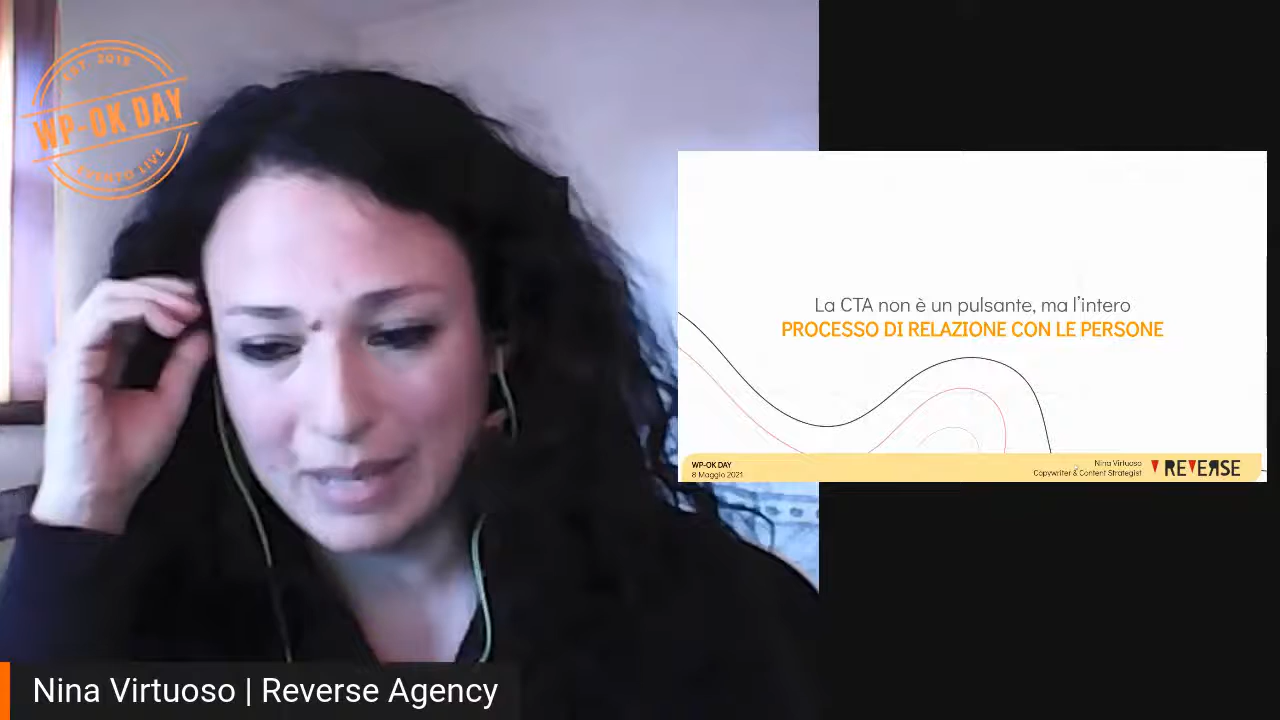 EST. 2018
WP-OK DAY
EVENTO LIVE
La CTA non è un pulsante, ma l'intero
PROCESSO DI RELAZIONE CON LE PERSONE
WP-OK DAY
8 Maggio 2021
Nina Virtuoso
Copywriter & Content Strategist
REVERSE
Nina Virtuoso | Reverse Agency